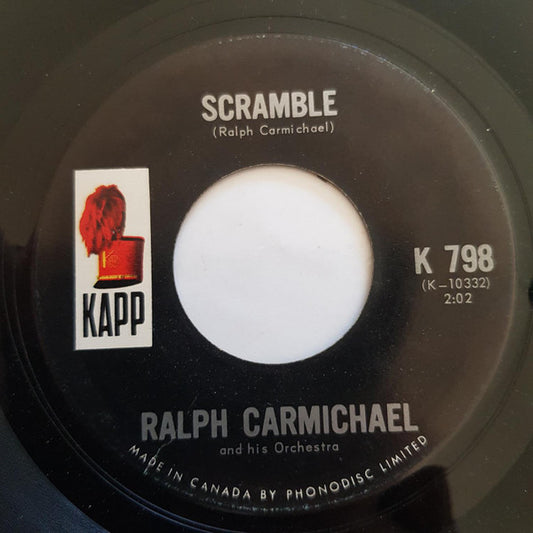 SCRAMBLE
(Ralph Carmichael)
KAPP
K 798
(K-10332)
2:02
RALPH CARMICHAEL
and his Orchestra
MADE IN CANADA BY PHONODISC LIMITED